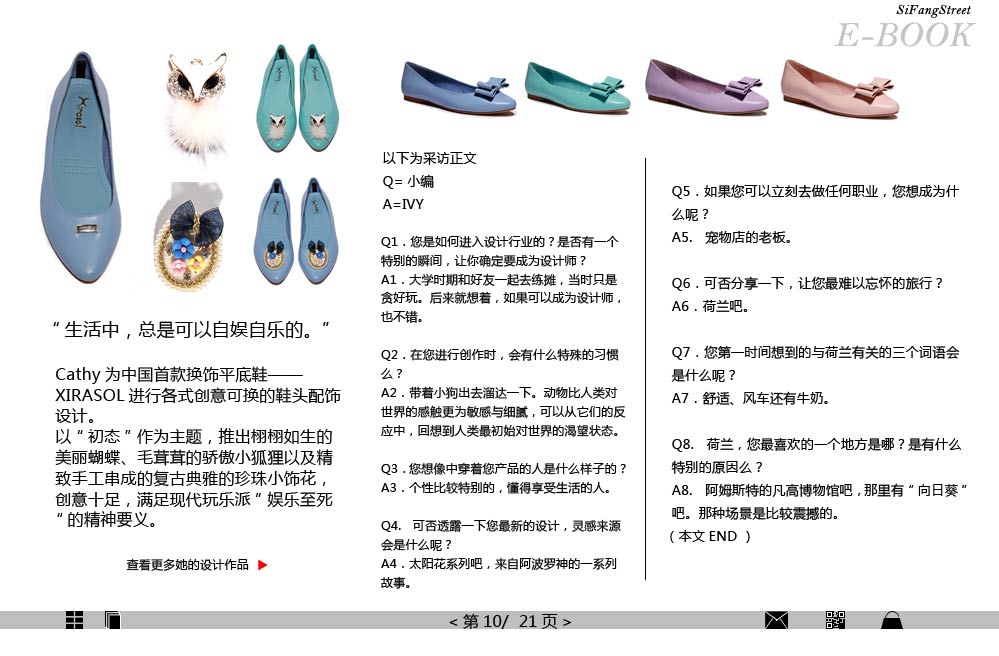 SiFangStreet
E-BOOK
Xirasol
“ 生活中，总是可以自娱自乐的。”
Cathy 为中国首款换饰平底鞋——
XIRASOL 进行各式创意可换的鞋头配饰
设计。
以 “ 初态 ” 作为主题，推出栩栩如生的
美丽蝴蝶、毛茸茸的骄傲小狐狸以及精
致手工串成的复古典雅的珍珠小饰花，
创意十足，满足现代玩乐派 “ 娱乐至死
” 的精神要义。
查看更多她的设计作品
以下为采访正文
Q= 小编
A=IVY
Q1．您是如何进入设计行业的？是否有一个
特别的瞬间，让你确定要成为设计师？
A1．大学时期和好友一起去练摊，当时只是
贪好玩。后来就想着，如果可以成为设计师，
也不错。
Q2．在您进行创作时，会有什么特殊的习惯
么？
A2．带着小狗出去溜达一下。动物比人类对
世界的感触更为敏感与细腻，可以从它们的反
应中，回想到人类最初始对世界的渴望状态。
Q3．您想像中穿着您产品的人是什么样子的？
A3．个性比较特别的，懂得享受生活的人。
Q4. 可否透露一下您最新的设计，灵感来源
会是什么呢？
A4．太阳花系列吧，来自阿波罗神的一系列
故事。
Q5．如果您可以立刻去做任何职业，您想成为什
么呢？
A5. 宠物店的老板。
Q6．可否分享一下，让您最难以忘怀的旅行？
A6．荷兰吧。
Q7．您第一时间想到的与荷兰有关的三个词语会
是什么呢？
A7．舒适、风车还有牛奶。
Q8. 荷兰，您最喜欢的一个地方是哪？是有什么
特别的原因么？
A8. 阿姆斯特的凡高博物馆吧，那里有 “ 向日葵 ”
吧。那种场景是比较震撼的。
（ 本文 END ）
< 第 10/ 21 页 >